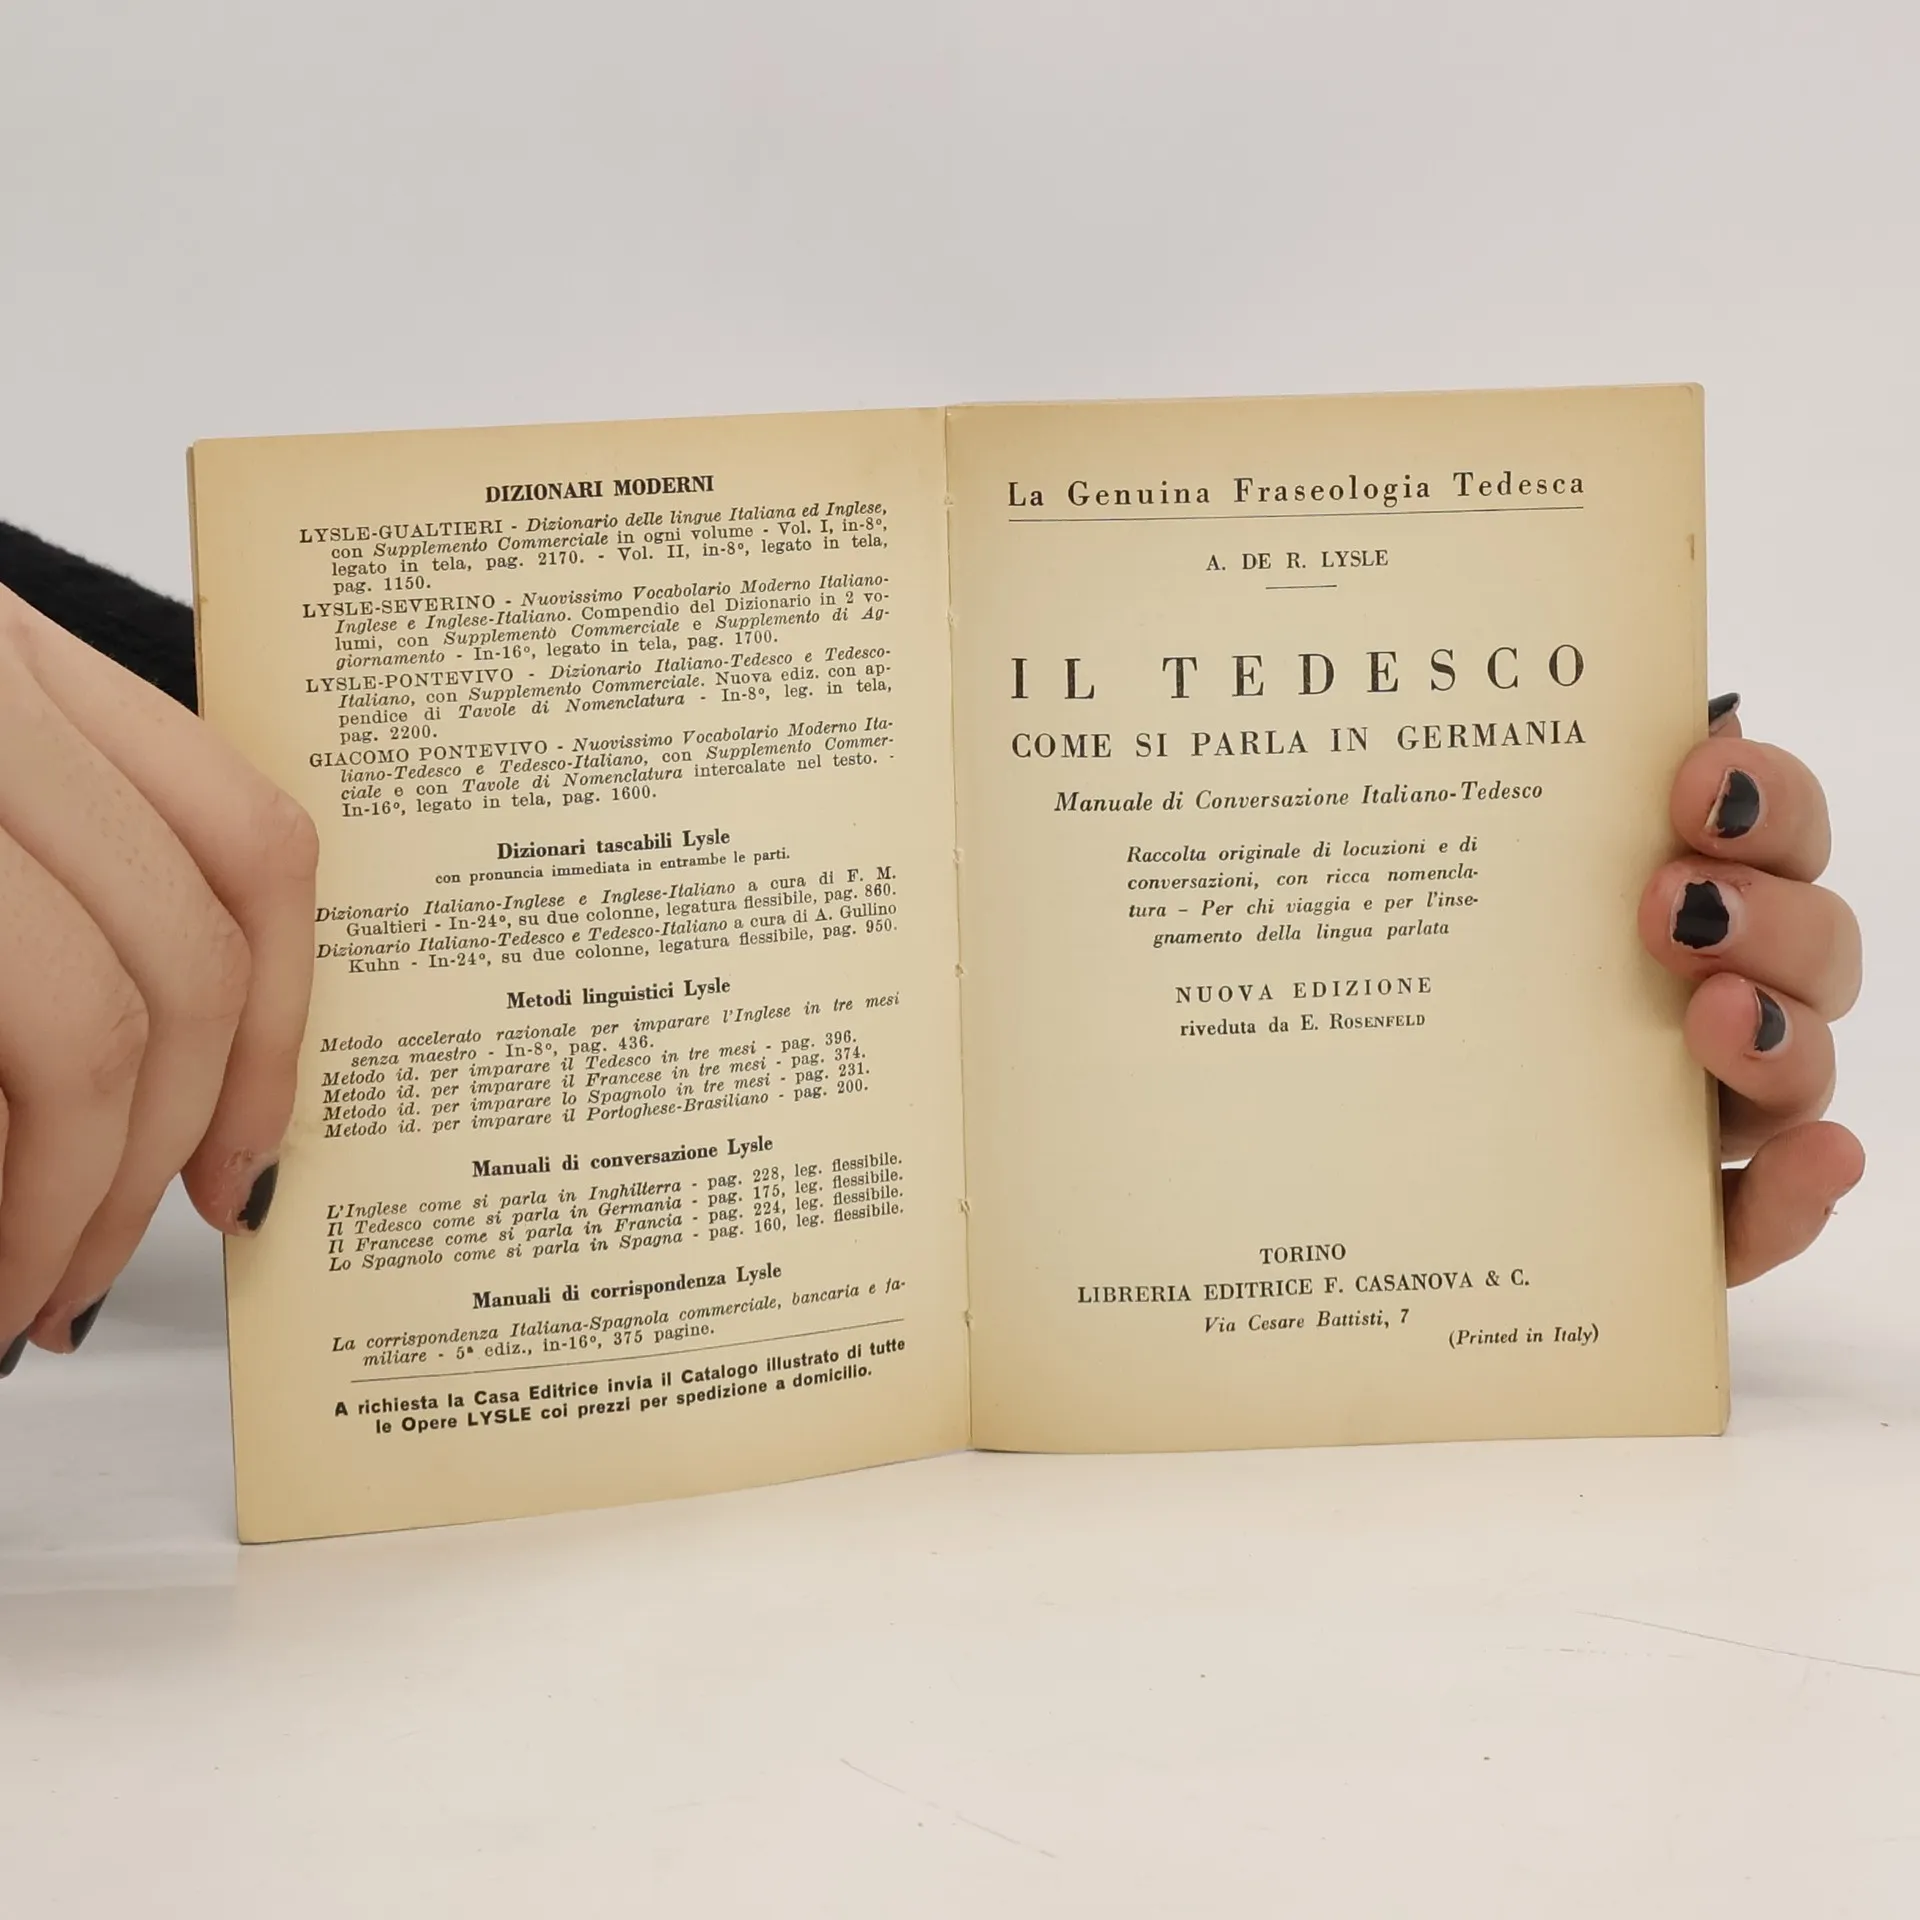 DIZIONARI MODERNI
LYSLE-GUALTIERI - Dizionario delle lingue Italiana ed Inglese,
con Supplemento Commerciale in ogni volume - Vol. I, in-8º,
legato in tela, pag. 2170. - Vol. II, in-8º, legato in tela,
pag. 1150.
LYSLE-SEVERINO - Nuovissimo Vocabolario Moderno Italiano-
Inglese e Inglese-Italiano. Compendio del Dizionario in 2 vo-
lumi, con Supplemento Commerciale e Supplemento di Ag-
giornamento - In-16º, legato in tela, pag. 1700.
LYSLE-PONTEVIVO - Dizionario Italiano-Tedesco e Tedesco-
Italiano, con Supplemento Commerciale. Nuova ediz. con ap-
pendice di Tavole di Nomenclatura - In-8º, leg. in tela,
pag. 2200.
GIACOMO PONTEVIVO - Nuovissimo Vocabolario Moderno Ita-
liano-Tedesco e Tedesco-Italiano, con Supplemento Commer-
ciale e con Tavole di Nomenclatura intercalate nel testo. -
In-16º, legato in tela, pag. 1600.
Dizionari tascabili Lysle
con pronuncia immediata in entrambe le parti.
Dizionario Italiano-Inglese e Inglese-Italiano a cura di F. M.
Gualtieri - In-24º, su due colonne, legatura flessibile, pag. 860.
Dizionario Italiano-Tedesco e Tedesco-Italiano a cura di A. Gullino
Kuhn - In-24º, su due colonne, legatura flessibile, pag. 950.
Metodi linguistici Lysle
Metodo accelerato razionale per imparare l'Inglese in tre mesi
senza maestro - In-8º, pag. 436.
Metodo id. per imparare il Tedesco in tre mesi - pag. 396.
Metodo id. per imparare il Francese in tre mesi - pag. 374.
Metodo id. per imparare lo Spagnolo in tre mesi - pag. 231.
Metodo id. per imparare il Portoghese-Brasiliano - pag. 200.
Manuali di conversazione Lysle
L'Inglese come si parla in Inghilterra - pag. 228, leg. flessibile.
Il Tedesco come si parla in Germania - pag. 175, leg. flessibile.
Il Francese come si parla in Francia - pag. 224, leg. flessibile.
Lo Spagnolo come si parla in Spagna - pag. 160, leg. flessibile.
Manuali di corrispondenza Lysle
La corrispondenza Italiana-Spagnola commerciale, bancaria e fa-
miliare - 5ª ediz., in-16º, 375 pagine.
A richiesta la Casa Editrice invia il Catalogo illustrato di tutte
le Opere LYSLE coi prezzi per spedizione a domicilio.
La Genuina Fraseologia Tedesca
A. DE R. LYSLE
IL TEDESCO
COME SI PARLA IN GERMANIA
Manuale di Conversazione Italiano-Tedesco
Raccolta originale di locuzioni e di
conversazioni, con ricca nomencla-
tura – Per chi viaggia e per l'inse-
gnamento della lingua parlata
NUOVA EDIZIONE
riveduta da E. ROSENFELD
TORINO
LIBRERIA EDITRICE F. CASANOVA & C.
Via Cesare Battisti, 7
(Printed in Italy)